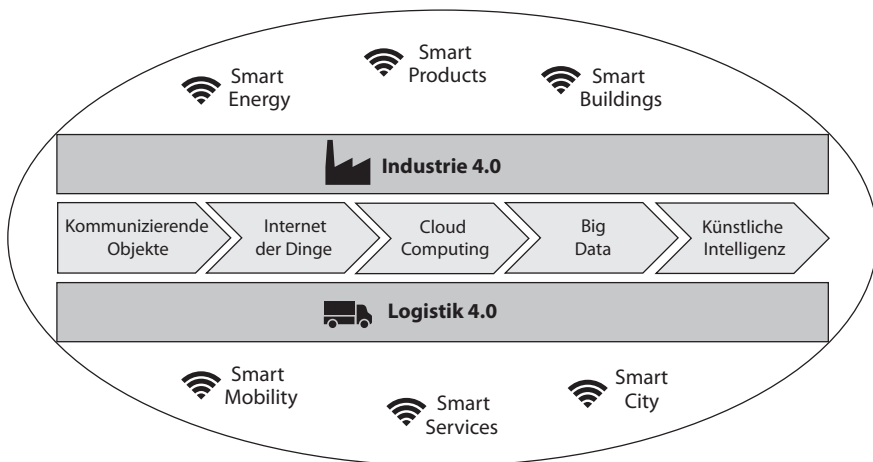 Smart
Energy
Smart
Products
Smart
Buildings
Industrie 4.0
Kommunizierende
Objekte
Internet
der Dinge
Cloud
Computing
Big
Data
Künstliche
Intelligenz
Logistik 4.0
Smart
Mobility
Smart
Services
Smart
City